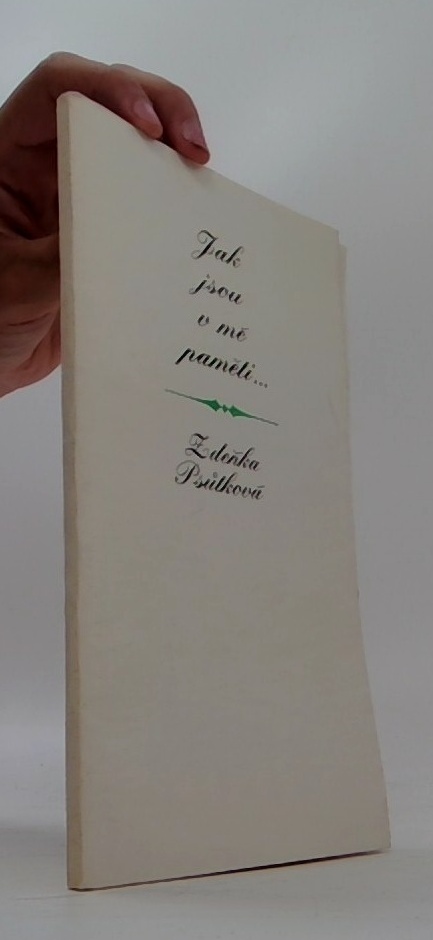 Jak
jsou
v mé
paměti...
Zdeňka
Psůtková